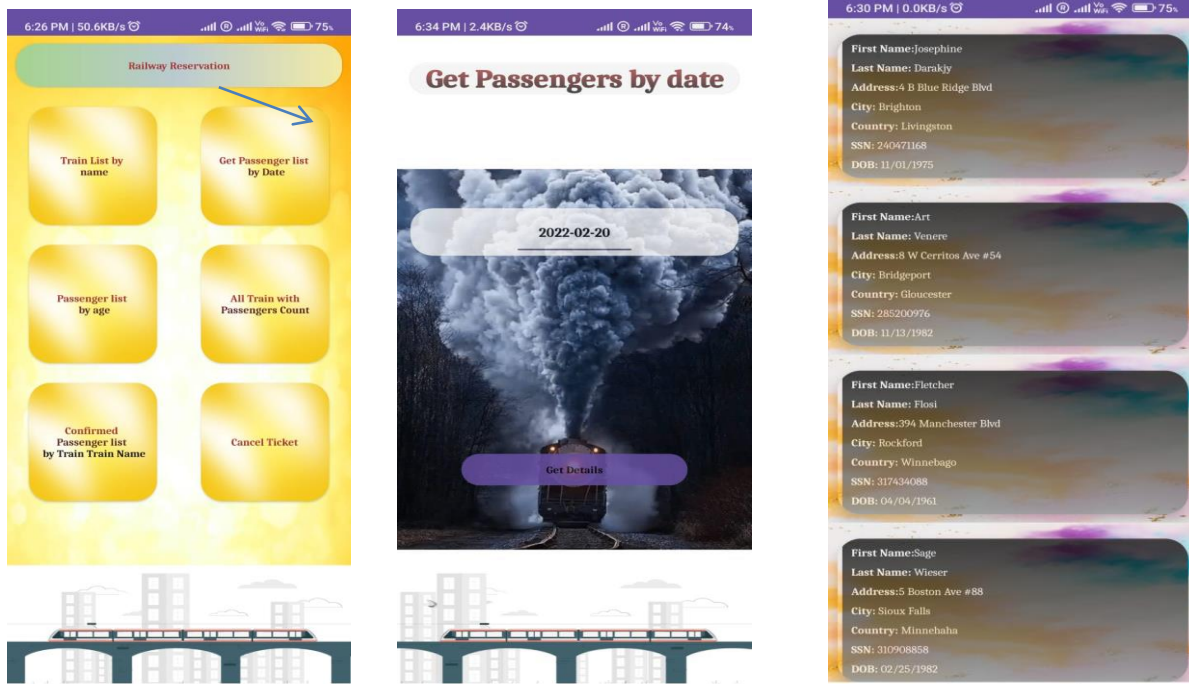 6:26 PM | 50.6KB/s
Vo
WiFi
75%
Railway Reservation
Train List by
name
Get Passenger list
by Date
Passenger list
by age
All Train with
Passengers Count
Confirmed
Passenger list
by Train Train Name
Cancel Ticket
6:34 PM | 2.4KB/s
Vo
WiFi
74%
Get Passengers by date
2022-02-20
Get Details
6:30 PM | 0.0KB/s
Vo
WiFi
75%
First Name:Josephine
Last Name: Darakjy
Address:4 B Blue Ridge Blvd
City: Brighton
Country: Livingston
SSN: 240471168
DOB: 11/01/1975
First Name:Art
Last Name: Venere
Address:8 W Cerritos Ave #54
City: Bridgeport
Country: Gloucester
SSN: 285200976
DOB: 11/13/1982
First Name:Fletcher
Last Name: Flosi
Address:394 Manchester Blvd
City: Rockford
Country: Winnebago
SSN: 317434088
DOB: 04/04/1961
First Name:Sage
Last Name: Wieser
Address:5 Boston Ave #88
City: Sioux Falls
Country: Minnehaha
SSN: 310908858
DOB: 02/25/1982